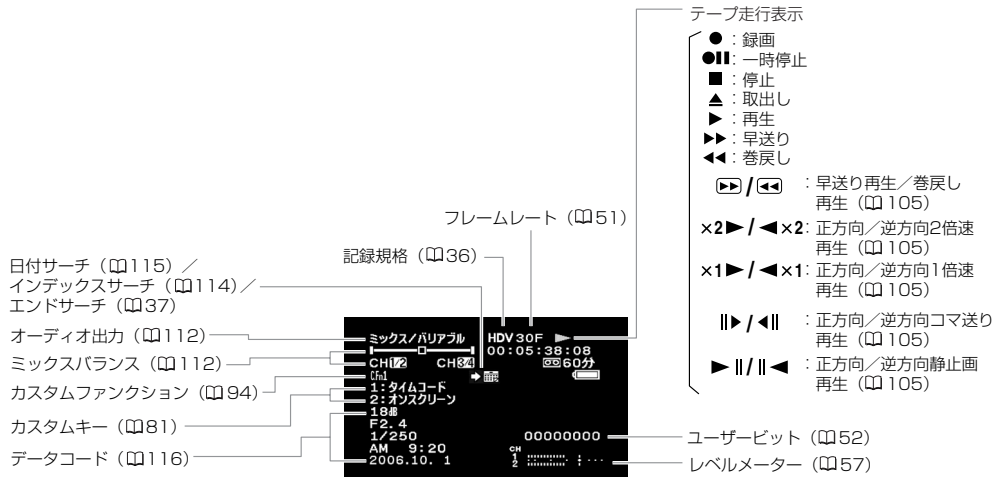 テープ走行表示
●：録画
●❚❚：一時停止
■：停止
▲：取出し
▶：再生
▶▶：早送り
◀◀：巻戻し
▶▶/◀◀：早送り再生／巻戻し
再生（📖105）
×2▶/◀×2：正方向／逆方向2倍速
再生（📖105）
×1▶/◀×1：正方向／逆方向1倍速
再生（📖105）
❙❙▶/◀❙❙：正方向／逆方向コマ送り
再生（📖105）
▶❙❙/❙❙◀：正方向／逆方向静止画
再生（📖105）
フレームレート（📖51）
記録規格（📖36）
日付サーチ（📖115）／
インデックスサーチ（📖114）／
エンドサーチ（📖37）
オーディオ出力（📖112）
ミックスバランス（📖112）
カスタムファンクション（📖94）
カスタムキー（📖81）
データコード（📖116）
ミックス/バリアブル
HDV 30F ▶
00:05:38:08
CH1/2 CH3/4
60分
CFn1
1:タイムコード
2:オンスクリーン
18dB
F2.4
1/250
00000000
AM 9:20
2006.10. 1
CH
1
2
ユーザービット（📖52）
レベルメーター（📖57）